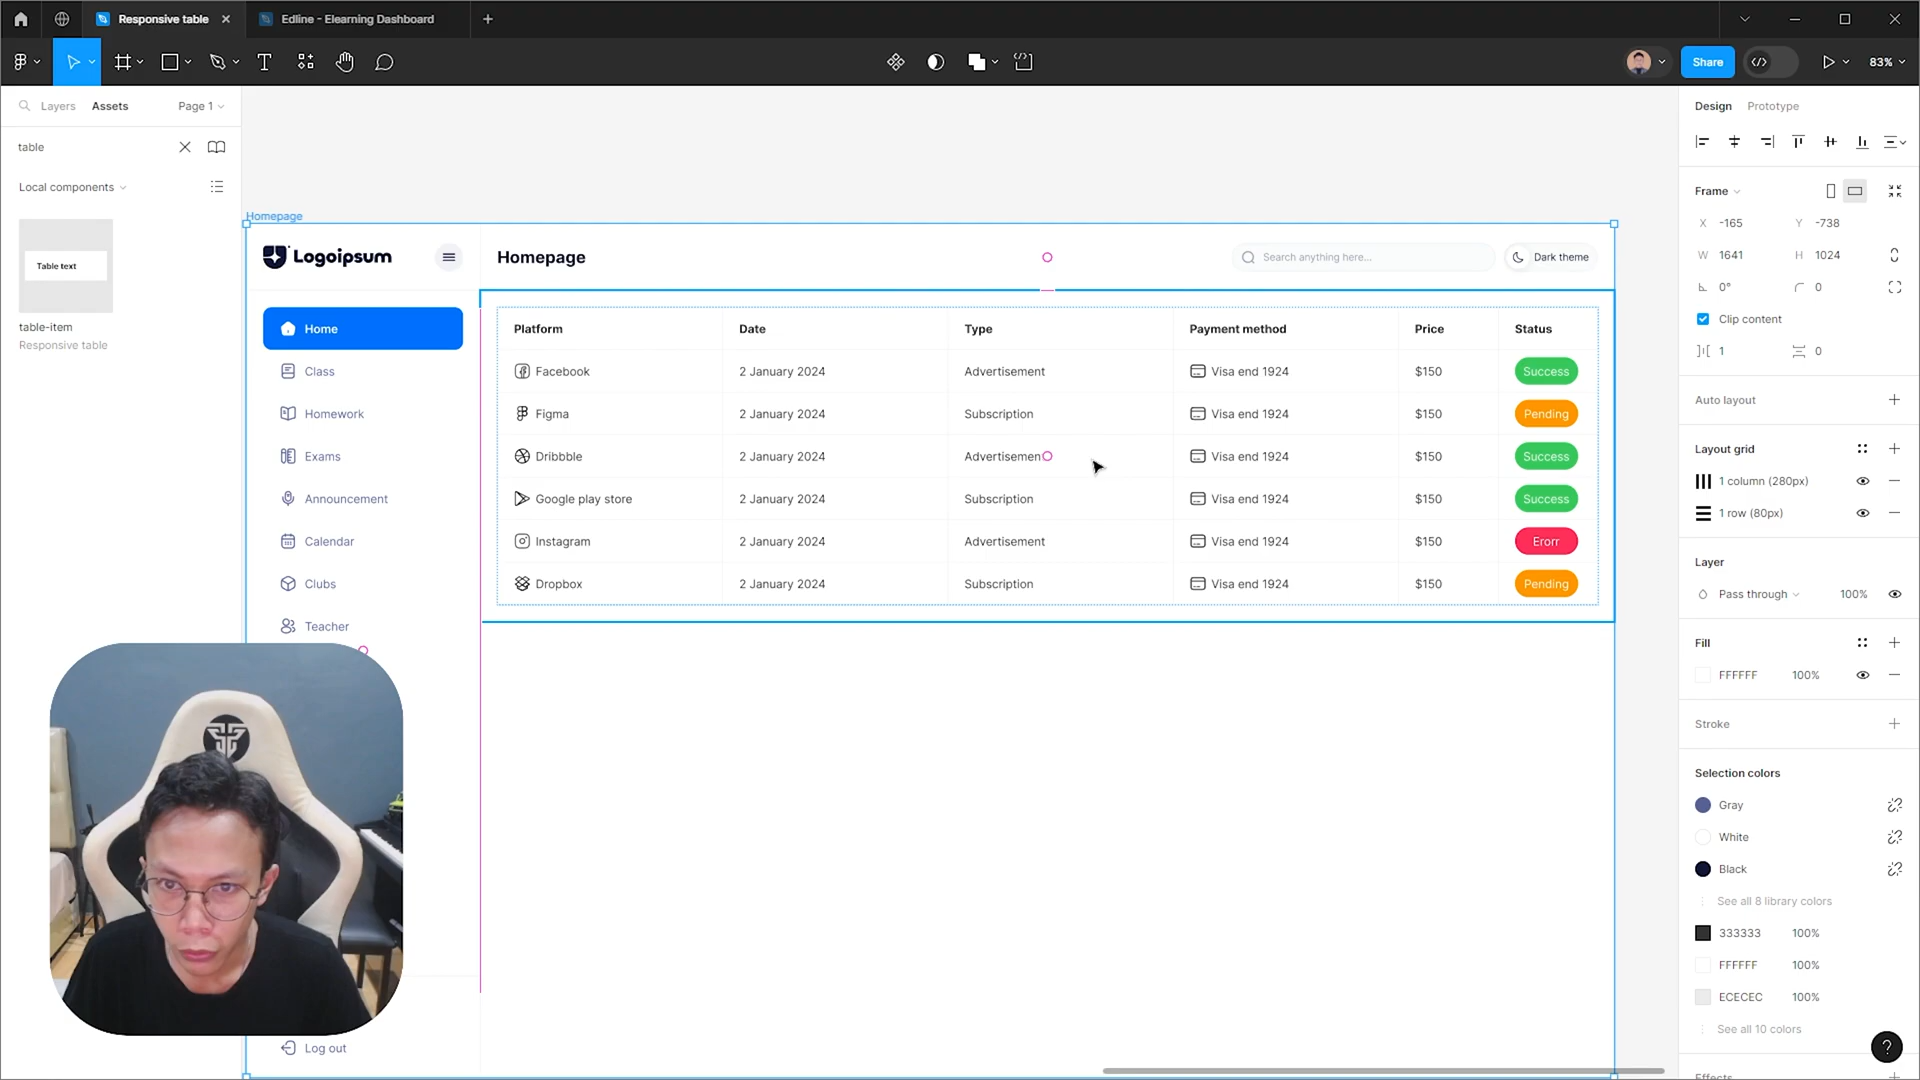 Responsive table
Edline - Elearning Dashboard
Share
83%
Layers
Assets
Page 1
table
Local components
Table text
table-item
Responsive table
Homepage
Logoipsum
Homepage
Search anything here...
Dark theme
Home
Class
Homework
Exams
Announcement
Calendar
Clubs
Teacher
Log out
Platform Date Type Payment method Price Status
Facebook 2 January 2024 Advertisement Visa end 1924 $150 Success
Figma 2 January 2024 Subscription Visa end 1924 $150 Pending
Dribbble 2 January 2024 Advertisemen Visa end 1924 $150 Success
Google play store 2 January 2024 Subscription Visa end 1924 $150 Success
Instagram 2 January 2024 Advertisement Visa end 1924 $150 Erorr
Dropbox 2 January 2024 Subscription Visa end 1924 $150 Pending
Design Prototype
Frame
X -165 Y -738
W 1641 H 1024
0° 0
Clip content
1 0
Auto layout
Layout grid
1 column (280px)
1 row (80px)
Layer
Pass through 100%
Fill
FFFFFF 100%
Stroke
Selection colors
Gray
White
Black
See all 8 library colors
333333 100%
FFFFFF 100%
ECECEC 100%
See all 10 colors
Effects
?